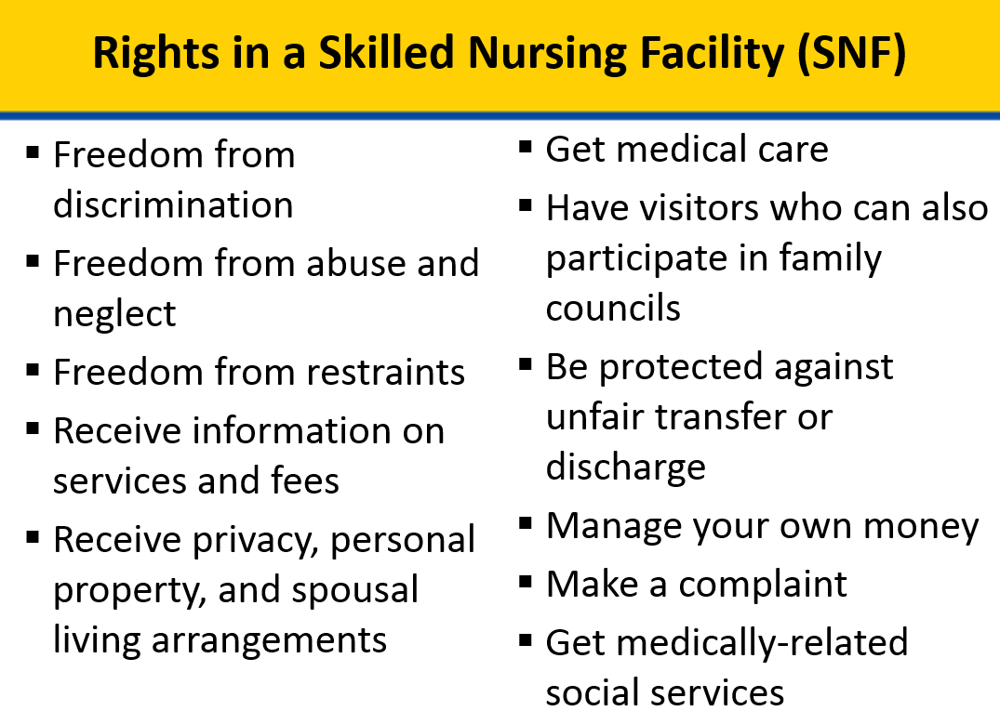 Rights in a Skilled Nursing Facility (SNF)
▪ Freedom from
discrimination
▪ Freedom from abuse and
neglect
▪ Freedom from restraints
▪ Receive information on
services and fees
▪ Receive privacy, personal
property, and spousal
living arrangements
▪ Get medical care
▪ Have visitors who can also
participate in family
councils
▪ Be protected against
unfair transfer or
discharge
▪ Manage your own money
▪ Make a complaint
▪ Get medically-related
social services